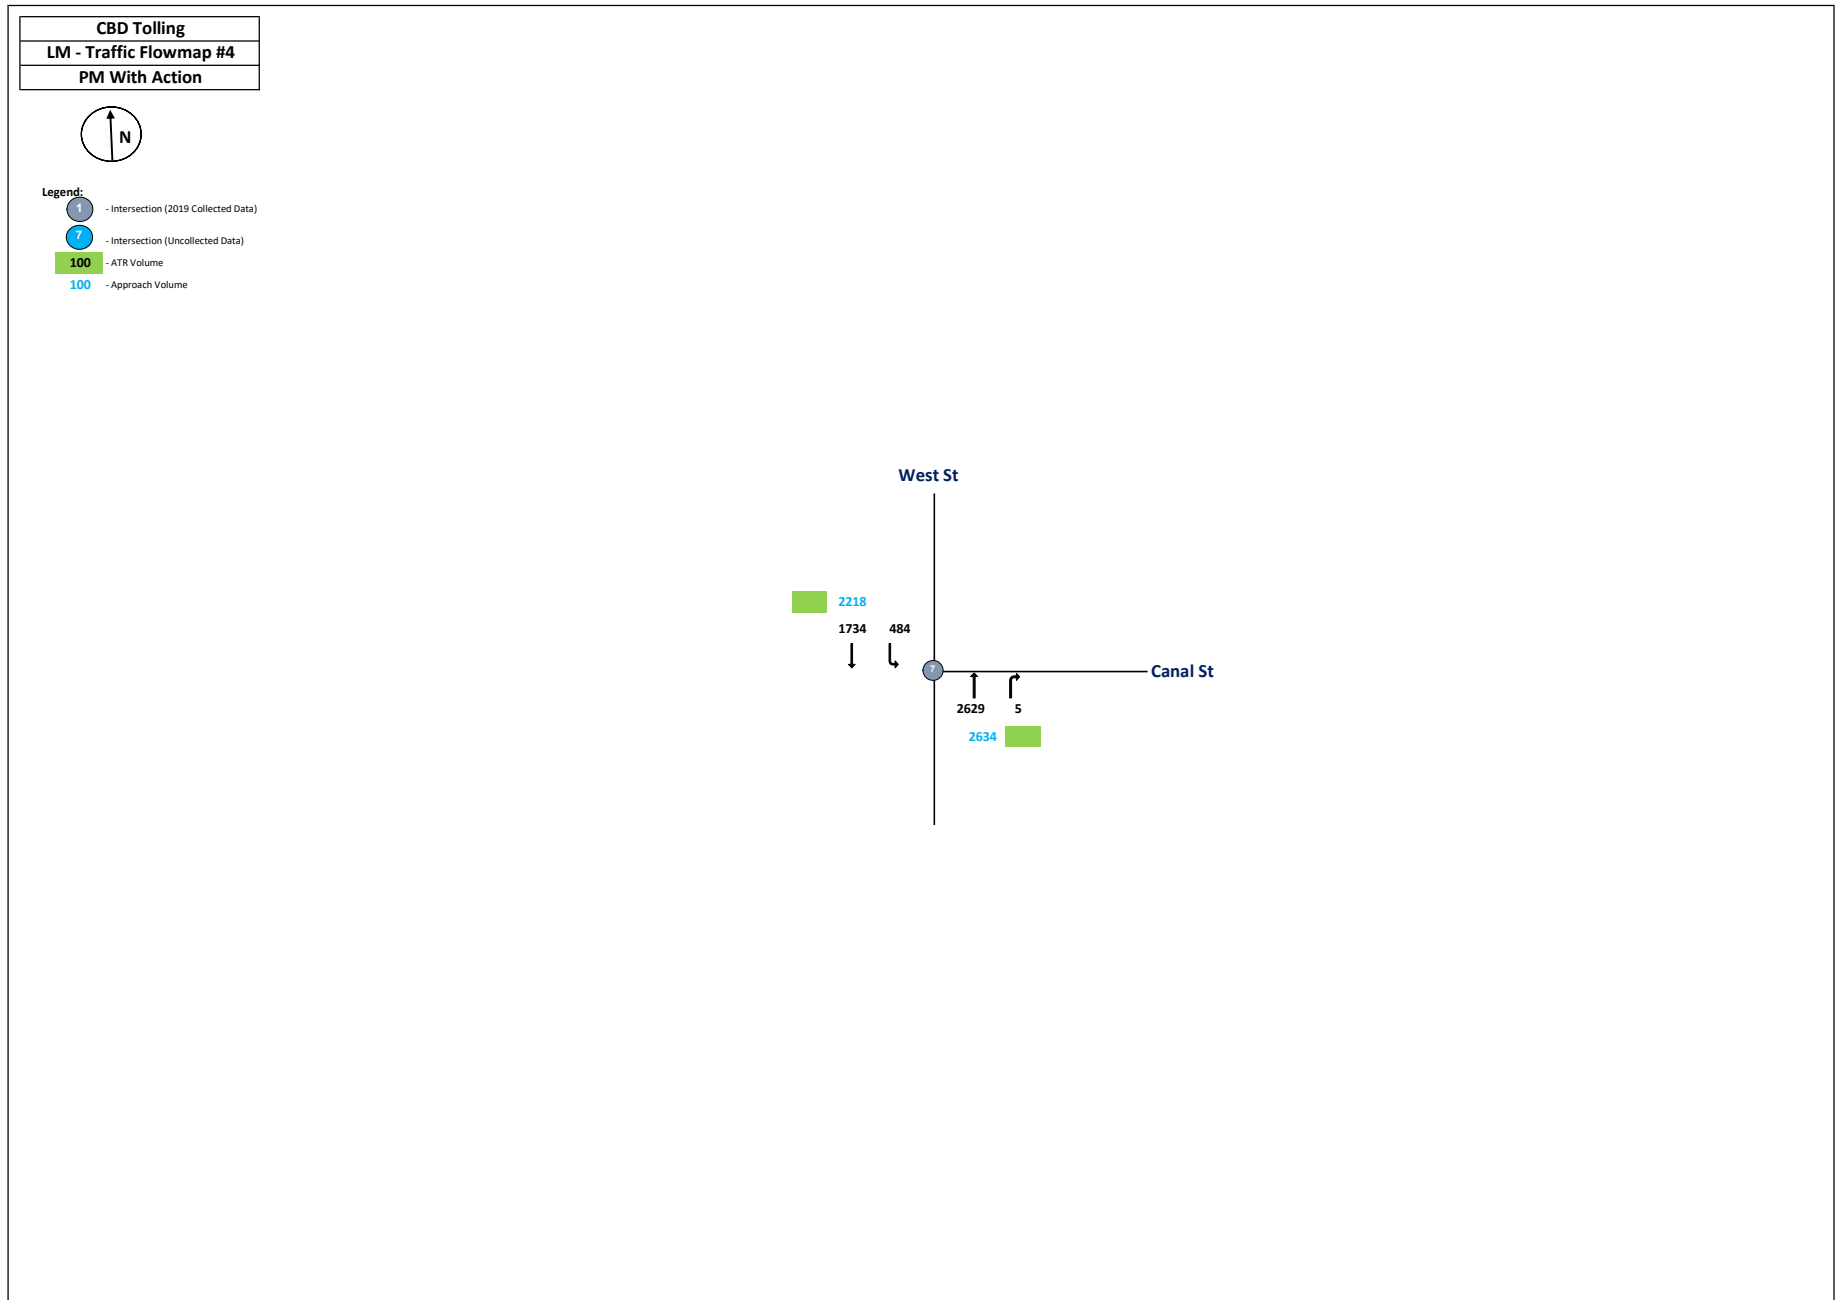 CBD Tolling
LM - Traffic Flowmap #4
PM With Action
N
Legend:
1 - Intersection (2019 Collected Data)
7 - Intersection (Uncollected Data)
100 - ATR Volume
100 - Approach Volume
West St
2218
1734 484
7 Canal St
2629 5
2634